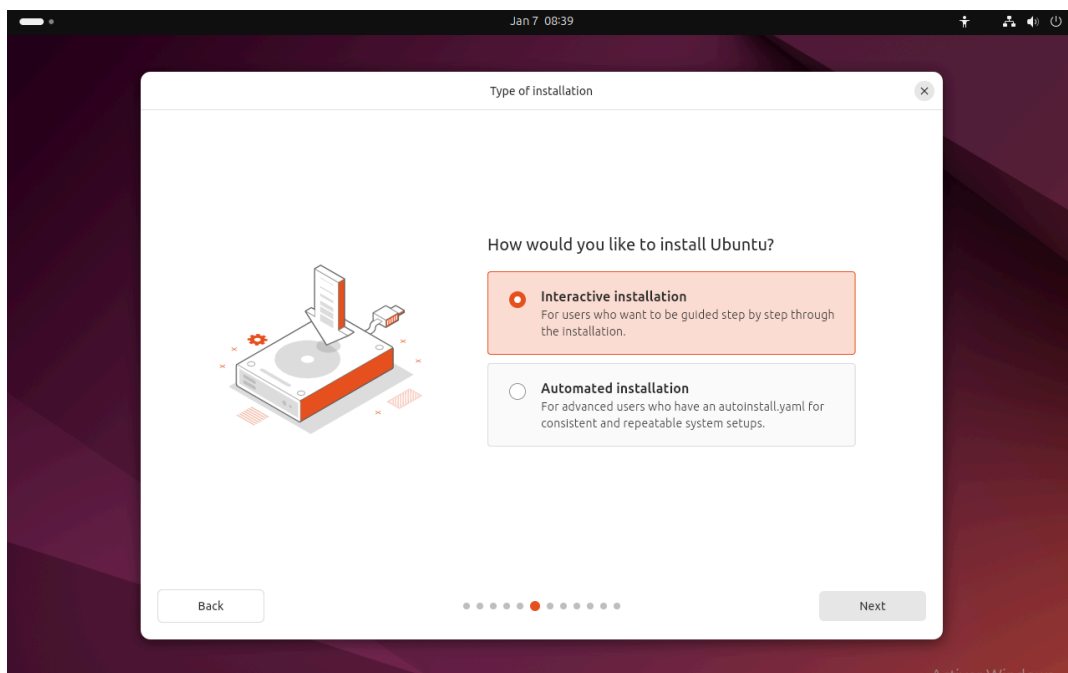 Jan 7 08:39
Type of installation
How would you like to install Ubuntu?
Interactive installation
For users who want to be guided step by step through
the installation.
Automated installation
For advanced users who have an autoinstall.yaml for
consistent and repeatable system setups.
Back
Next